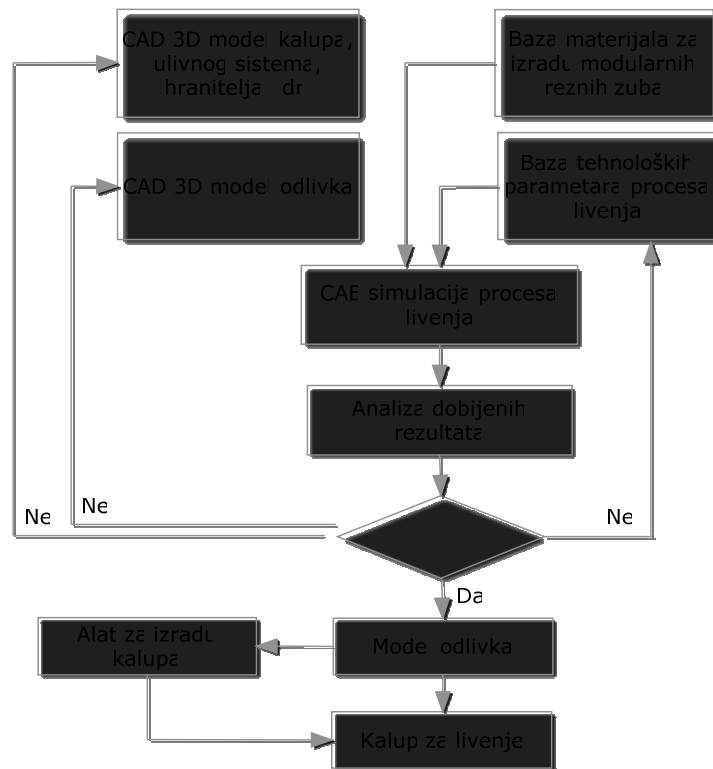 CAD 3D model kalupa,
ulivnog sistema,
hranitelja dr
Baza materijala za
izradu modularnih
reznih zuba
CAD 3D model odlivka
Baza tehnoloških
parametara procesa
livenja
CAE simulacija procesa
livenja
Analiza dobijenih
rezultata
Ne
Ne
Ne
Da
Alat za izradu
kalupa
Mode odlivka
Kalup za livenje